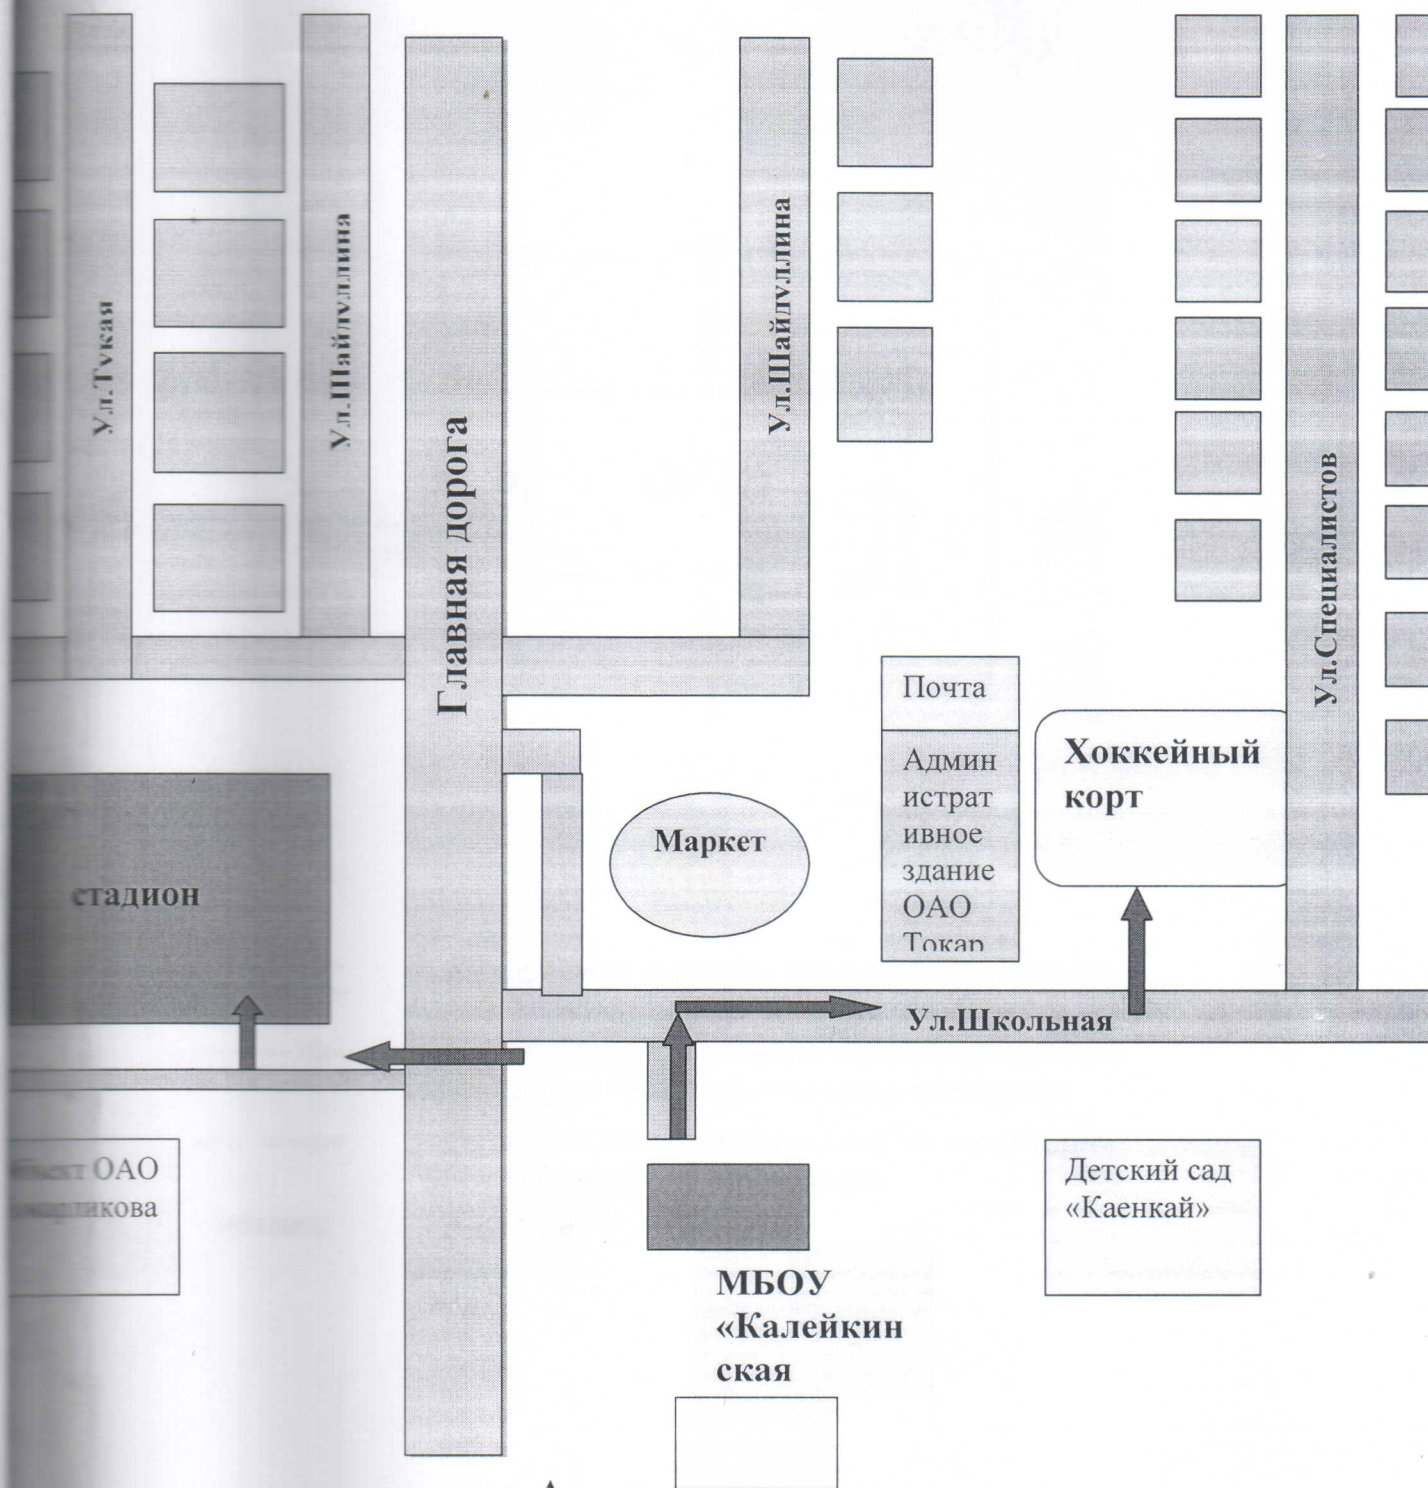 Ул.Тукая
Ул.Шайдуллина
Главная дорога
Ул.Шайдуллина
Ул.Специалистов
Почта
Админ
истрат
ивное
здание
ОАО
Токар
Хоккейный
корт
Маркет
стадион
Ул.Школьная
ОАО
Детский сад
«Каенкай»
МБОУ
«Калейкин
ская